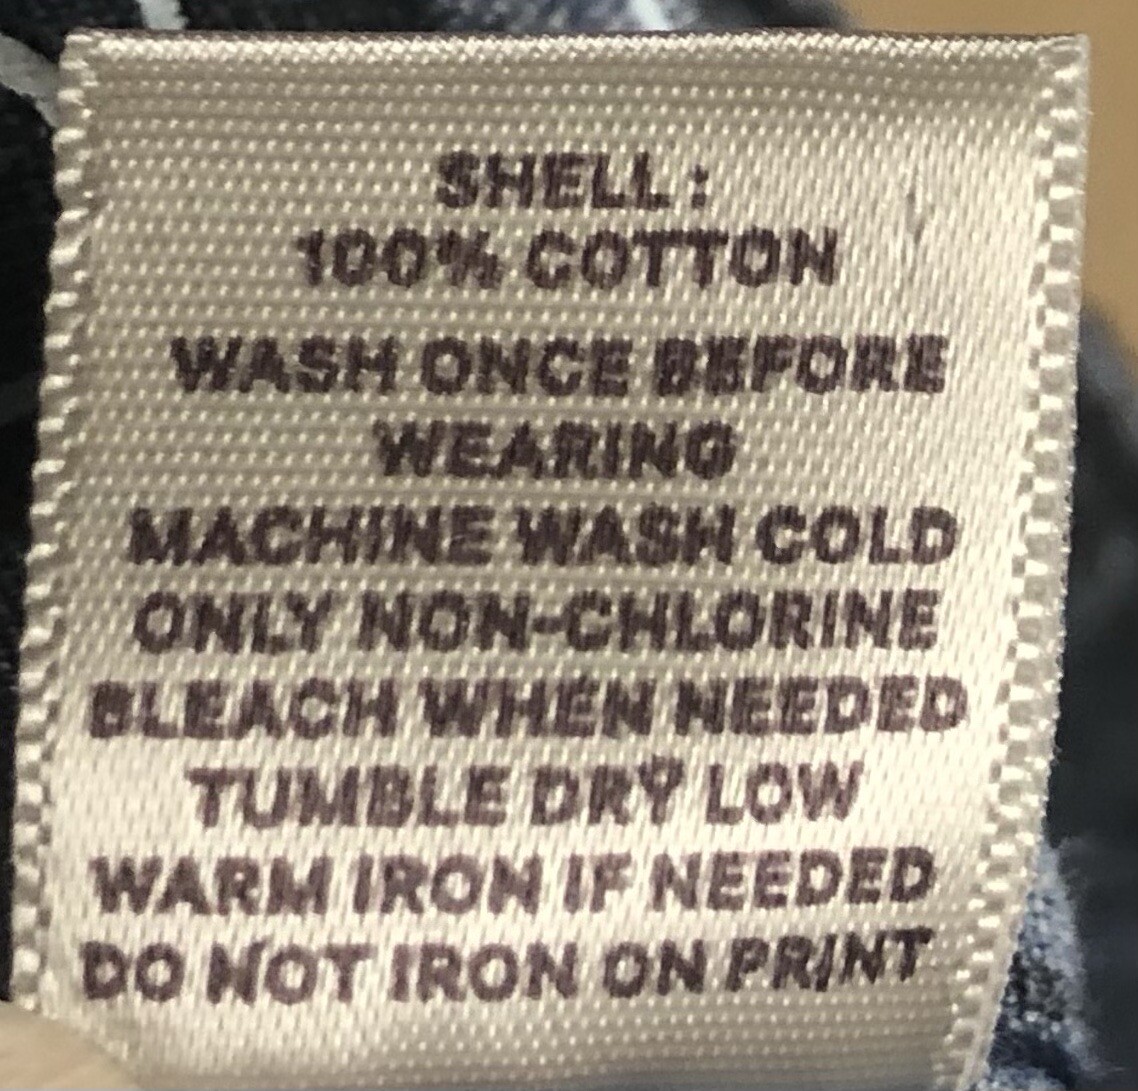 SHELL:
100% COTTON
WASH ONCE BEFORE
WEARING
MACHINE WASH COLD
ONLY NON-CHLORINE
BLEACH WHEN NEEDED
TUMBLE DRY LOW
WARM IRON IF NEEDED
DO NOT IRON ON PRINT